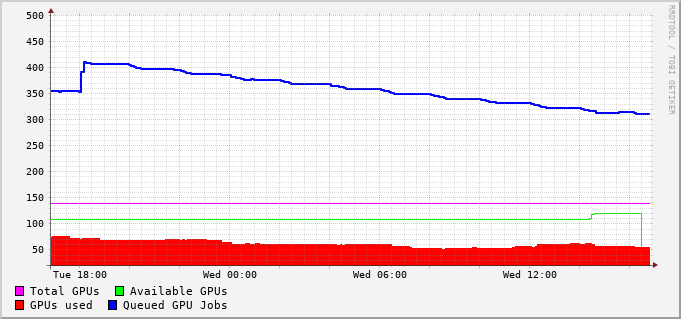 500
450
400
350
300
250
200
150
100
50
Tue 18:00 Wed 00:00 Wed 06:00 Wed 12:00
Total GPUs Available GPUs
GPUs used Queued GPU Jobs
RRDTOOL / TOBI OETIKER